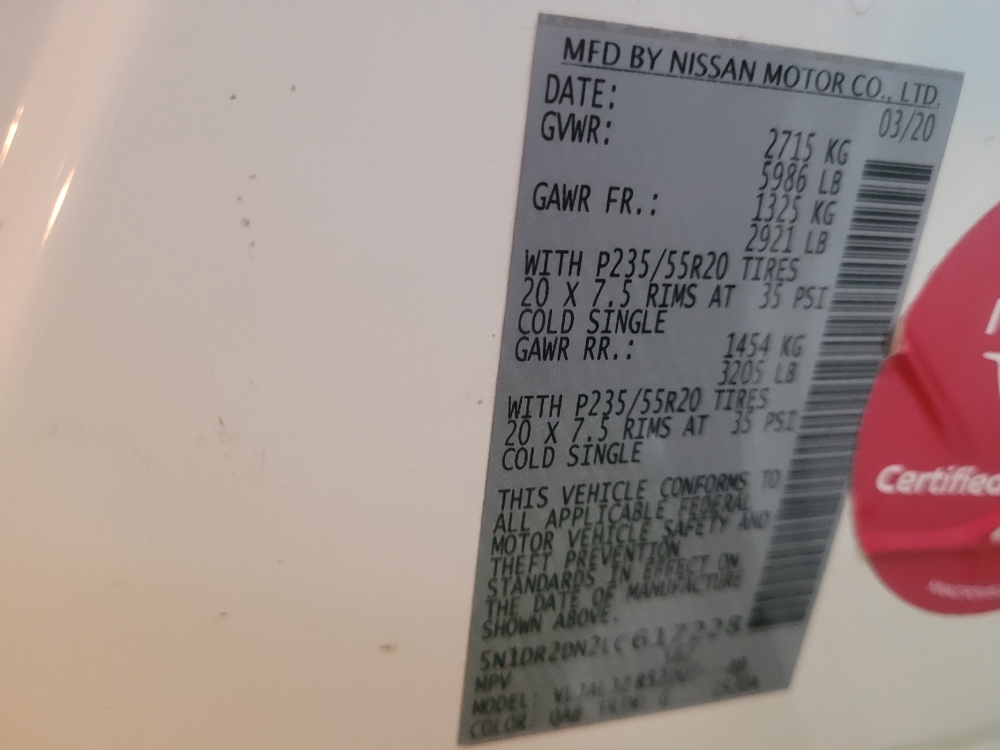 MFD BY NISSAN MOTOR CO., LTD.
DATE: 03/20
GVWR: 2715 KG
5986 LB
GAWR FR.: 1325 KG
2921 LB
WITH P235/55R20 TIRES
20 X 7.5 RIMS AT 35 PSI
COLD SINGLE
GAWR RR.: 1454 KG
3205 LB
WITH P235/55R20 TIRES
20 X 7.5 RIMS AT 35 PSI
COLD SINGLE
THIS VEHICLE CONFORMS TO
ALL APPLICABLE FEDERAL
MOTOR VEHICLE SAFETY AND
THEFT PREVENTION
STANDARDS IN EFFECT ON
THE DATE OF MANUFACTURE
SHOWN ABOVE.
5N1DR2DN2LC617228
MPV
MODEL:
COLOR:
Certified